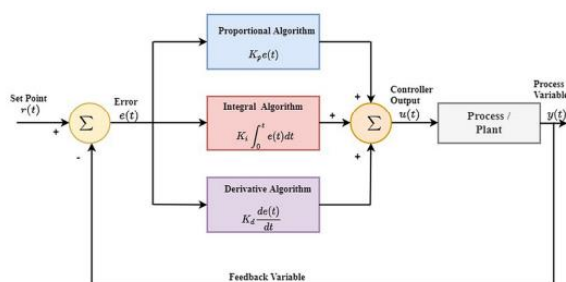 Proportional Algorithm
K_p e(t)
Set Point
r(t)
+
Σ
-
Error
e(t)
Integral Algorithm
K_i ∫_0^t e(t)dt
Derivative Algorithm
K_d de(t)/dt
+
+
+
Σ
Controller
Output
u(t)
Process /
Plant
Process
Variable
y(t)
Feedback Variable